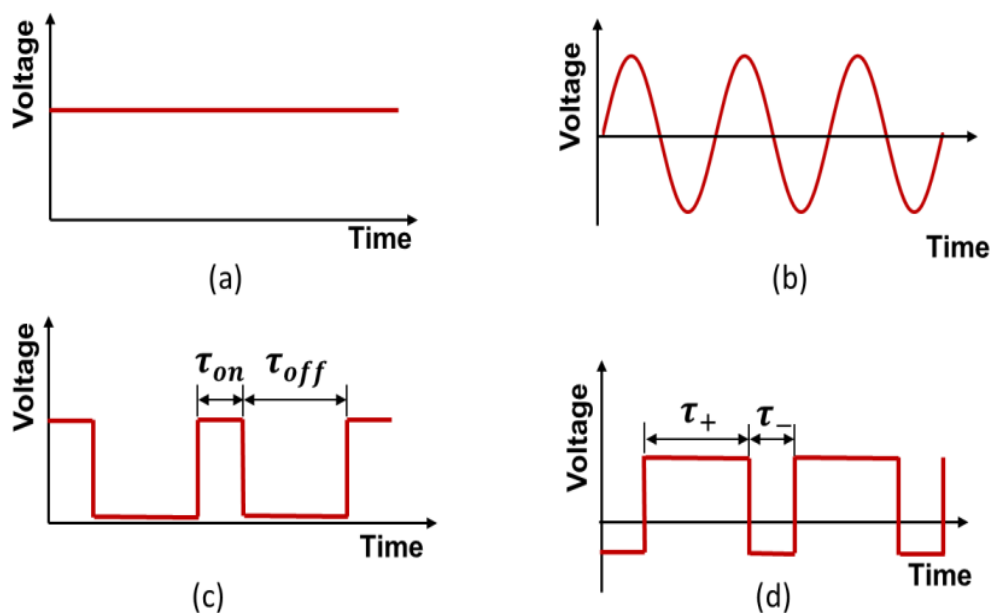 Voltage
Time
(a)
Voltage
Time
(b)
Voltage
τon
τoff
Time
(c)
Voltage
τ+
τ−
Time
(d)